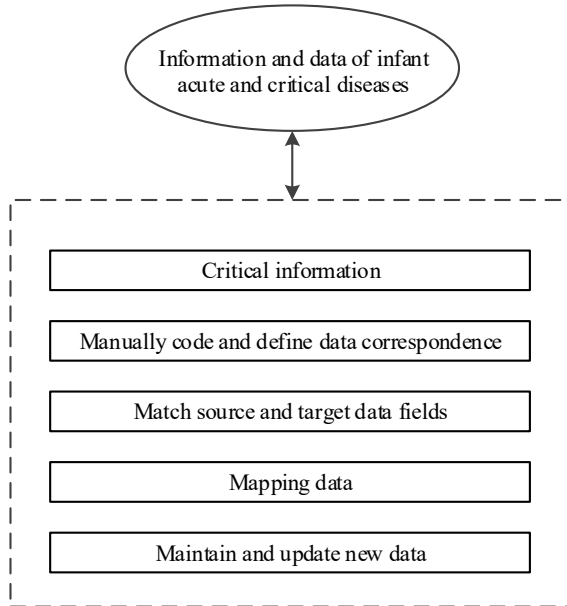 Information and data of infant
acute and critical diseases
Critical information
Manually code and define data correspondence
Match source and target data fields
Mapping data
Maintain and update new data